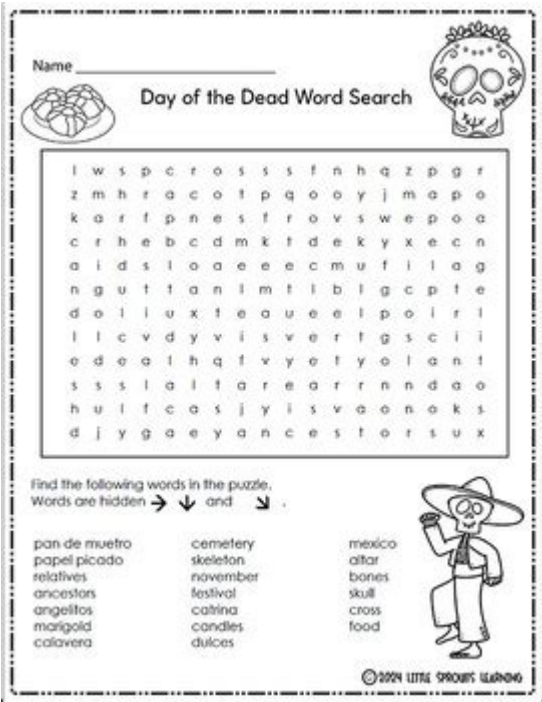 Name
Day of the Dead Word Search
l w s p c r o s s s f n h q z p g r
z m h r a c o t p q o o y j m a p o
k a r f p n e s f r o v s w e p o a
c r h e b c d m k t d e k y x e c n
a i d s l o a e e e c m u f i l a g
n g u t t a n l m t l b l g c p t e
d o l i u x t e a u e e l p o i r l
l l c v d y v i s v e r t g s c i i
e d e a l h q f v y e t y o l a n t
s s s l a l t a r e a r r n n d a o
h u l f c a s j y i s v a o n o k s
d j y g a e y a n c e s t o r s u x
Find the following words in the puzzle.
Words are hidden → ↓ and ↘ .
pan de muetro
papel picado
relatives
ancestors
angelitos
marigold
calavera
cemetery
skeleton
november
festival
catrina
candles
dulces
mexico
altar
bones
skull
cross
food
©2024 LITTLE SPROUTS LEARNING